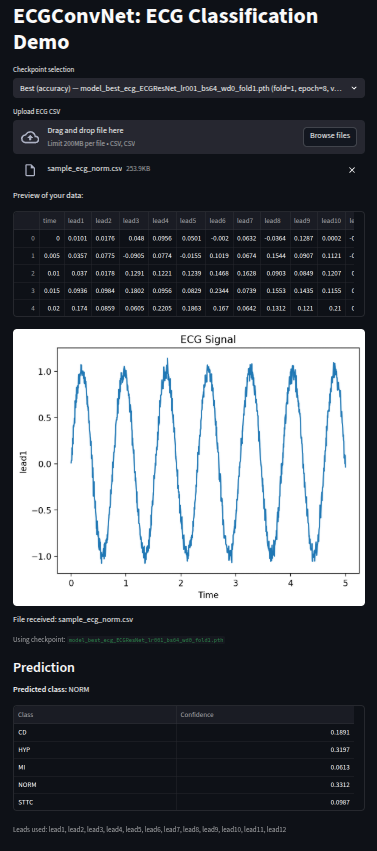 ECGConvNet: ECG Classification
Demo
Checkpoint selection
Best (accuracy) — model_best_ecg_ECGResNet_lr001_bs64_wd0_fold1.pth (fold=1, epoch=8, v...
Upload ECG CSV
Drag and drop file here
Limit 200MB per file • CSV, CSV
Browse files
sample_ecg_norm.csv 253.9KB
Preview of your data:
time lead1 lead2 lead3 lead4 lead5 lead6 lead7 lead8 lead9 lead10 le
0 0 0.0101 0.0176 0.048 0.0956 0.0501 -0.002 0.0632 -0.0364 0.1287 0.0002 -0
1 0.005 0.0357 0.0775 -0.0905 0.0774 -0.0155 0.1019 0.0674 0.1544 0.0907 0.1121 -0
2 0.01 0.037 0.0178 0.1291 0.1221 0.1239 0.1468 0.1628 0.0903 0.0849 0.1207 0
3 0.015 0.0936 0.0984 0.1802 0.0956 0.0829 0.2344 0.0739 0.1553 0.1435 0.1155 0
4 0.02 0.174 0.0859 0.0605 0.2205 0.1863 0.167 0.0642 0.1312 0.121 0.21 0
ECG Signal
1.0
0.5
0.0
−0.5
−1.0
lead1
0 1 2 3 4 5
Time
File received: sample_ecg_norm.csv
Using checkpoint: model_best_ecg_ECGResNet_lr001_bs64_wd0_fold1.pth
Prediction
Predicted class: NORM
Class Confidence
CD 0.1891
HYP 0.3197
MI 0.0613
NORM 0.3312
STTC 0.0987
Leads used: lead1, lead2, lead3, lead4, lead5, lead6, lead7, lead8, lead9, lead10, lead11, lead12